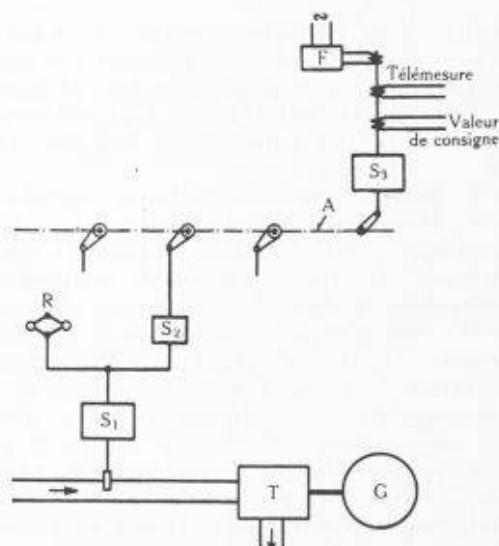 F
Télémesure
Valeur
de consigne
S3
A
R
S2
S1
T
G